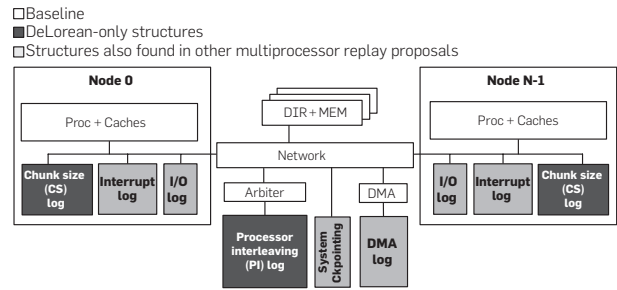 Baseline
DeLorean-only structures
Structures also found in other multiprocessor replay proposals
Node 0
Node N-1
DIR + MEM
Proc + Caches
Proc + Caches
Network
Chunk size
(CS)
log
Interrupt
log
I/O
log
Arbiter
DMA
I/O
log
Interrupt
log
Chunk size
(CS)
log
Processor
interleaving
(PI) log
System
Ckpointing
DMA
log